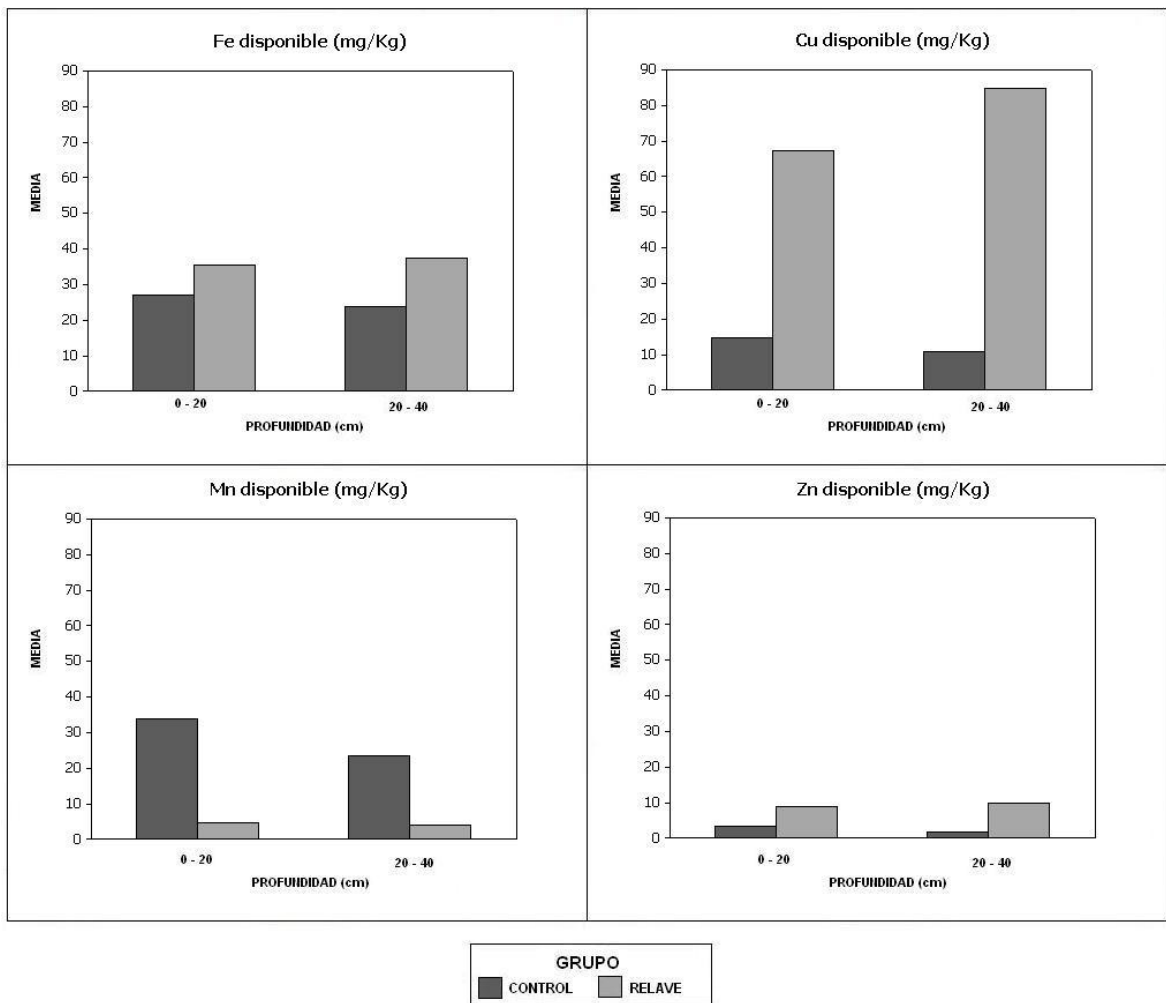 Fe disponible (mg/Kg)
90
80
70
60
50
40
30
20
10
0
MEDIA
0 - 20
20 - 40
PROFUNDIDAD (cm)
Cu disponible (mg/Kg)
90
80
70
60
50
40
30
20
10
0
MEDIA
0 - 20
20 - 40
PROFUNDIDAD (cm)
Mn disponible (mg/Kg)
90
80
70
60
50
40
30
20
10
0
MEDIA
0 - 20
20 - 40
PROFUNDIDAD (cm)
Zn disponible (mg/Kg)
90
80
70
60
50
40
30
20
10
0
MEDIA
0 - 20
20 - 40
PROFUNDIDAD (cm)
GRUPO
CONTROL RELAVE